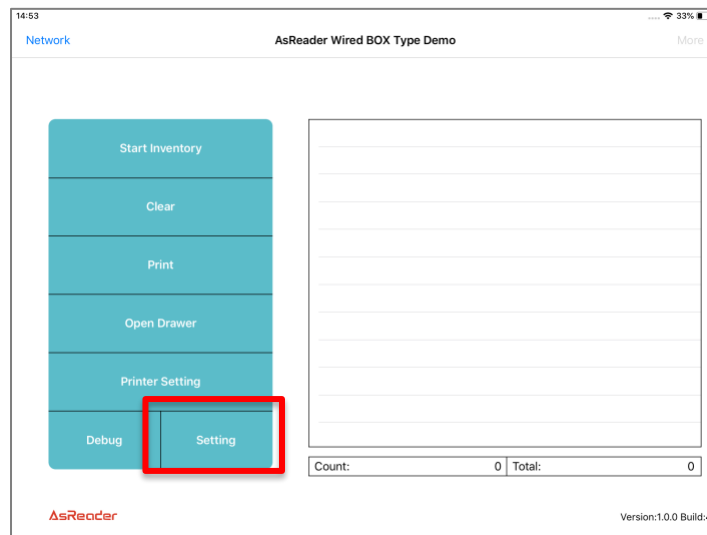 14:53
33%
Network
AsReader Wired BOX Type Demo
More
Start Inventory
Clear
Print
Open Drawer
Printer Setting
Debug
Setting
Count: 0
Total: 0
AsReader
Version:1.0.0 Build: